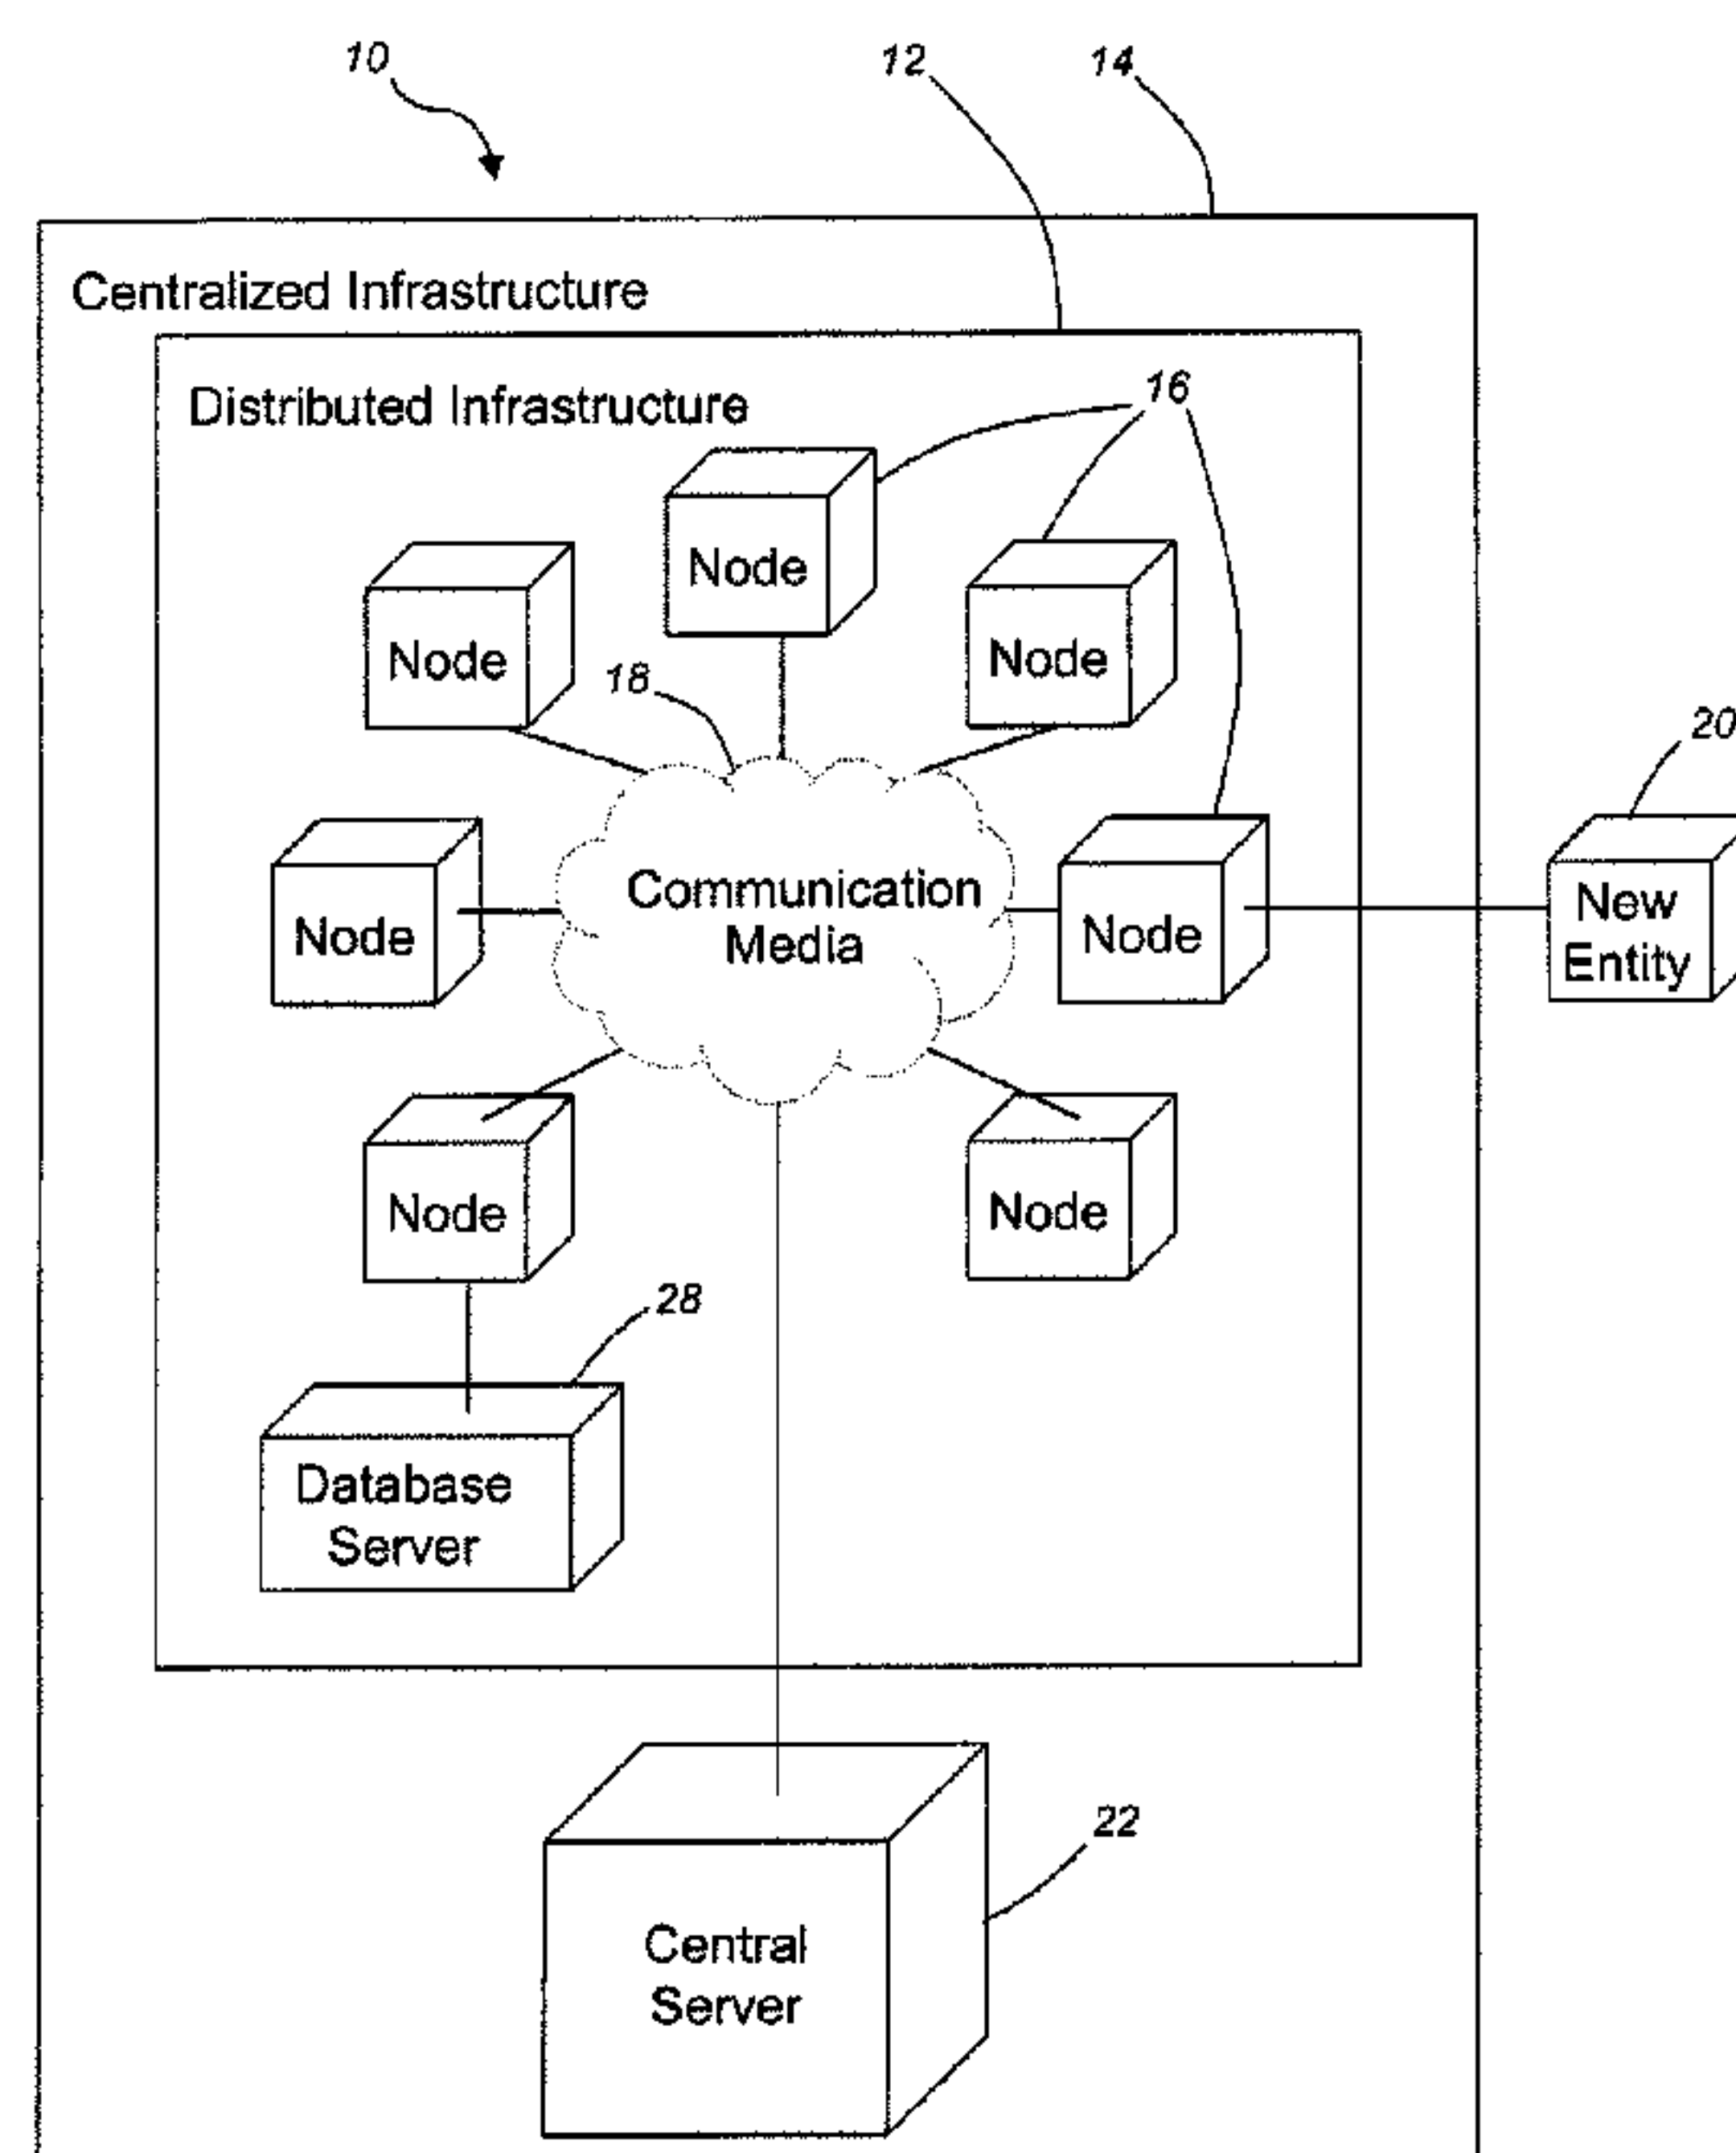 10
12
14
Centralized Infrastructure
Distributed Infrastructure
16
Node
Node
Node
18
20
Communication
Media
Node
Node
New
Entity
Node
Node
28
Database
Server
22
Central
Server